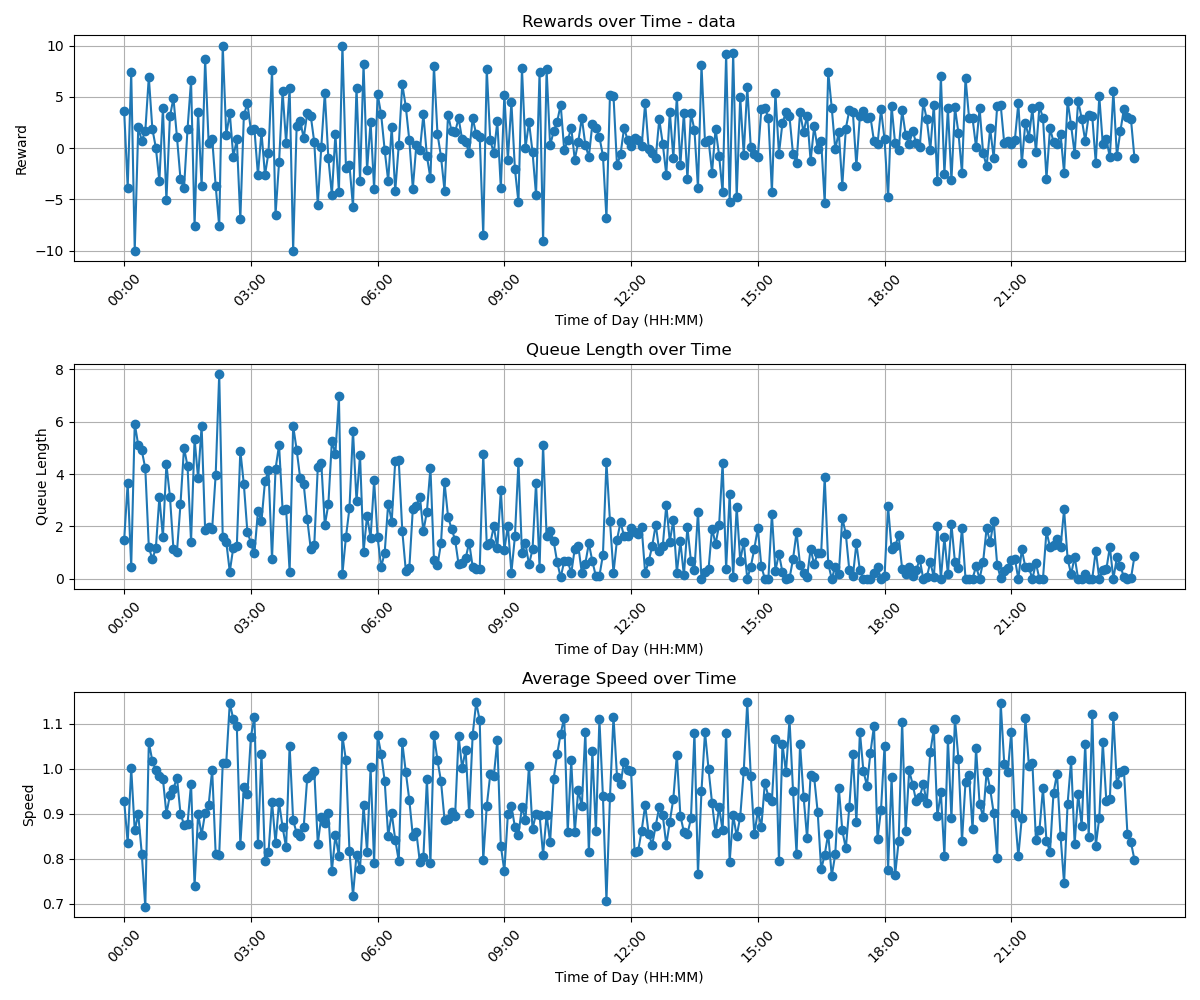 Rewards over Time - data
10
5
0
−5
−10
Reward
00:00 03:00 06:00 09:00 12:00 15:00 18:00 21:00
Time of Day (HH:MM)
Queue Length over Time
8
6
4
2
0
Queue Length
00:00 03:00 06:00 09:00 12:00 15:00 18:00 21:00
Time of Day (HH:MM)
Average Speed over Time
1.1
1.0
0.9
0.8
0.7
Speed
00:00 03:00 06:00 09:00 12:00 15:00 18:00 21:00
Time of Day (HH:MM)